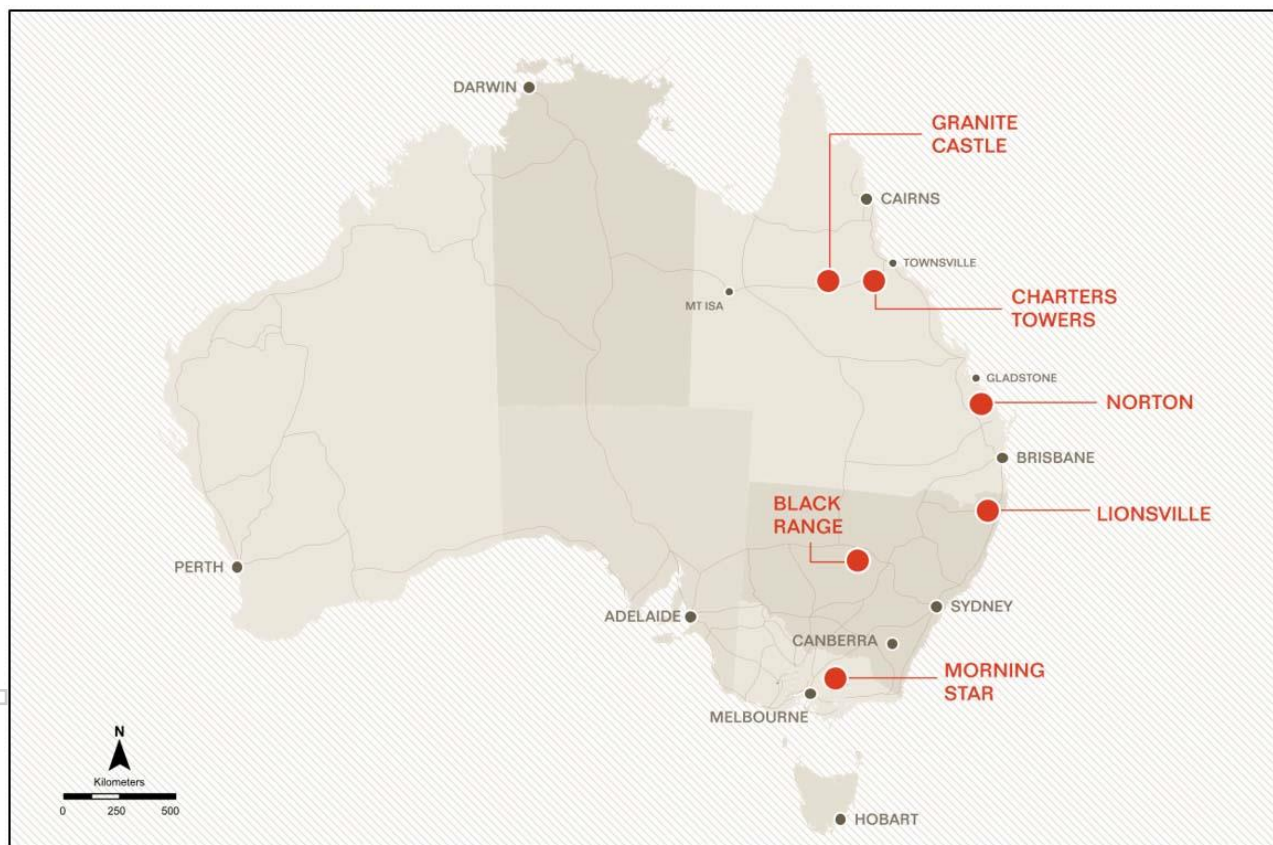 DARWIN
GRANITE
CASTLE
CAIRNS
TOWNSVILLE
MT ISA
CHARTERS
TOWERS
GLADSTONE
NORTON
BRISBANE
BLACK
RANGE
LIONSVILLE
PERTH
ADELAIDE
SYDNEY
CANBERRA
MORNING
STAR
MELBOURNE
N
Kilometers
0 250 500
HOBART